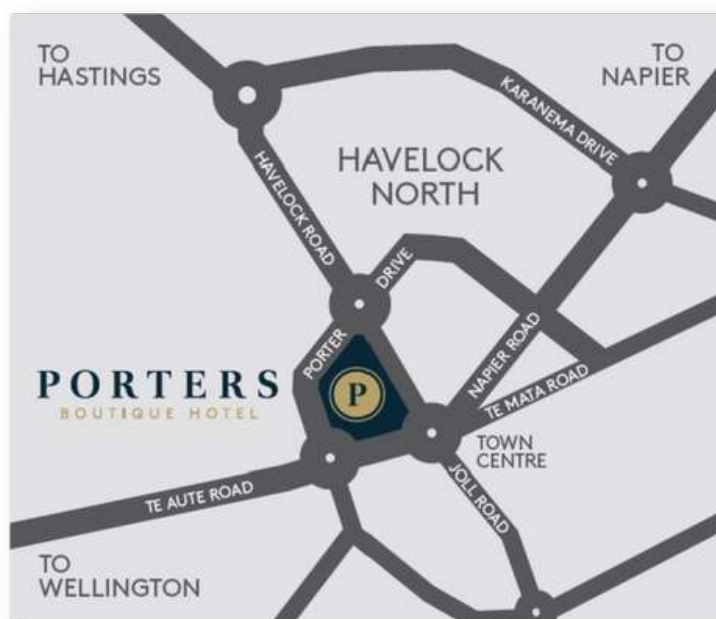 TO
HASTINGS
TO
NAPIER
KARANEMA DRIVE
HAVELOCK
NORTH
HAVELOCK ROAD
DRIVE
PORTER
NAPIER ROAD
PORTERS
BOUTIQUE HOTEL
P
TE MATA ROAD
TOWN
CENTRE
JOLL ROAD
TE AUTE ROAD
TO
WELLINGTON